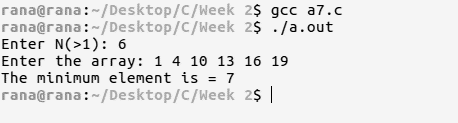 rana@rana:~/Desktop/C/Week 2$ gcc a7.c
rana@rana:~/Desktop/C/Week 2$ ./a.out
Enter N(>1): 6
Enter the array: 1 4 10 13 16 19
The minimum element is = 7
rana@rana:~/Desktop/C/Week 2$